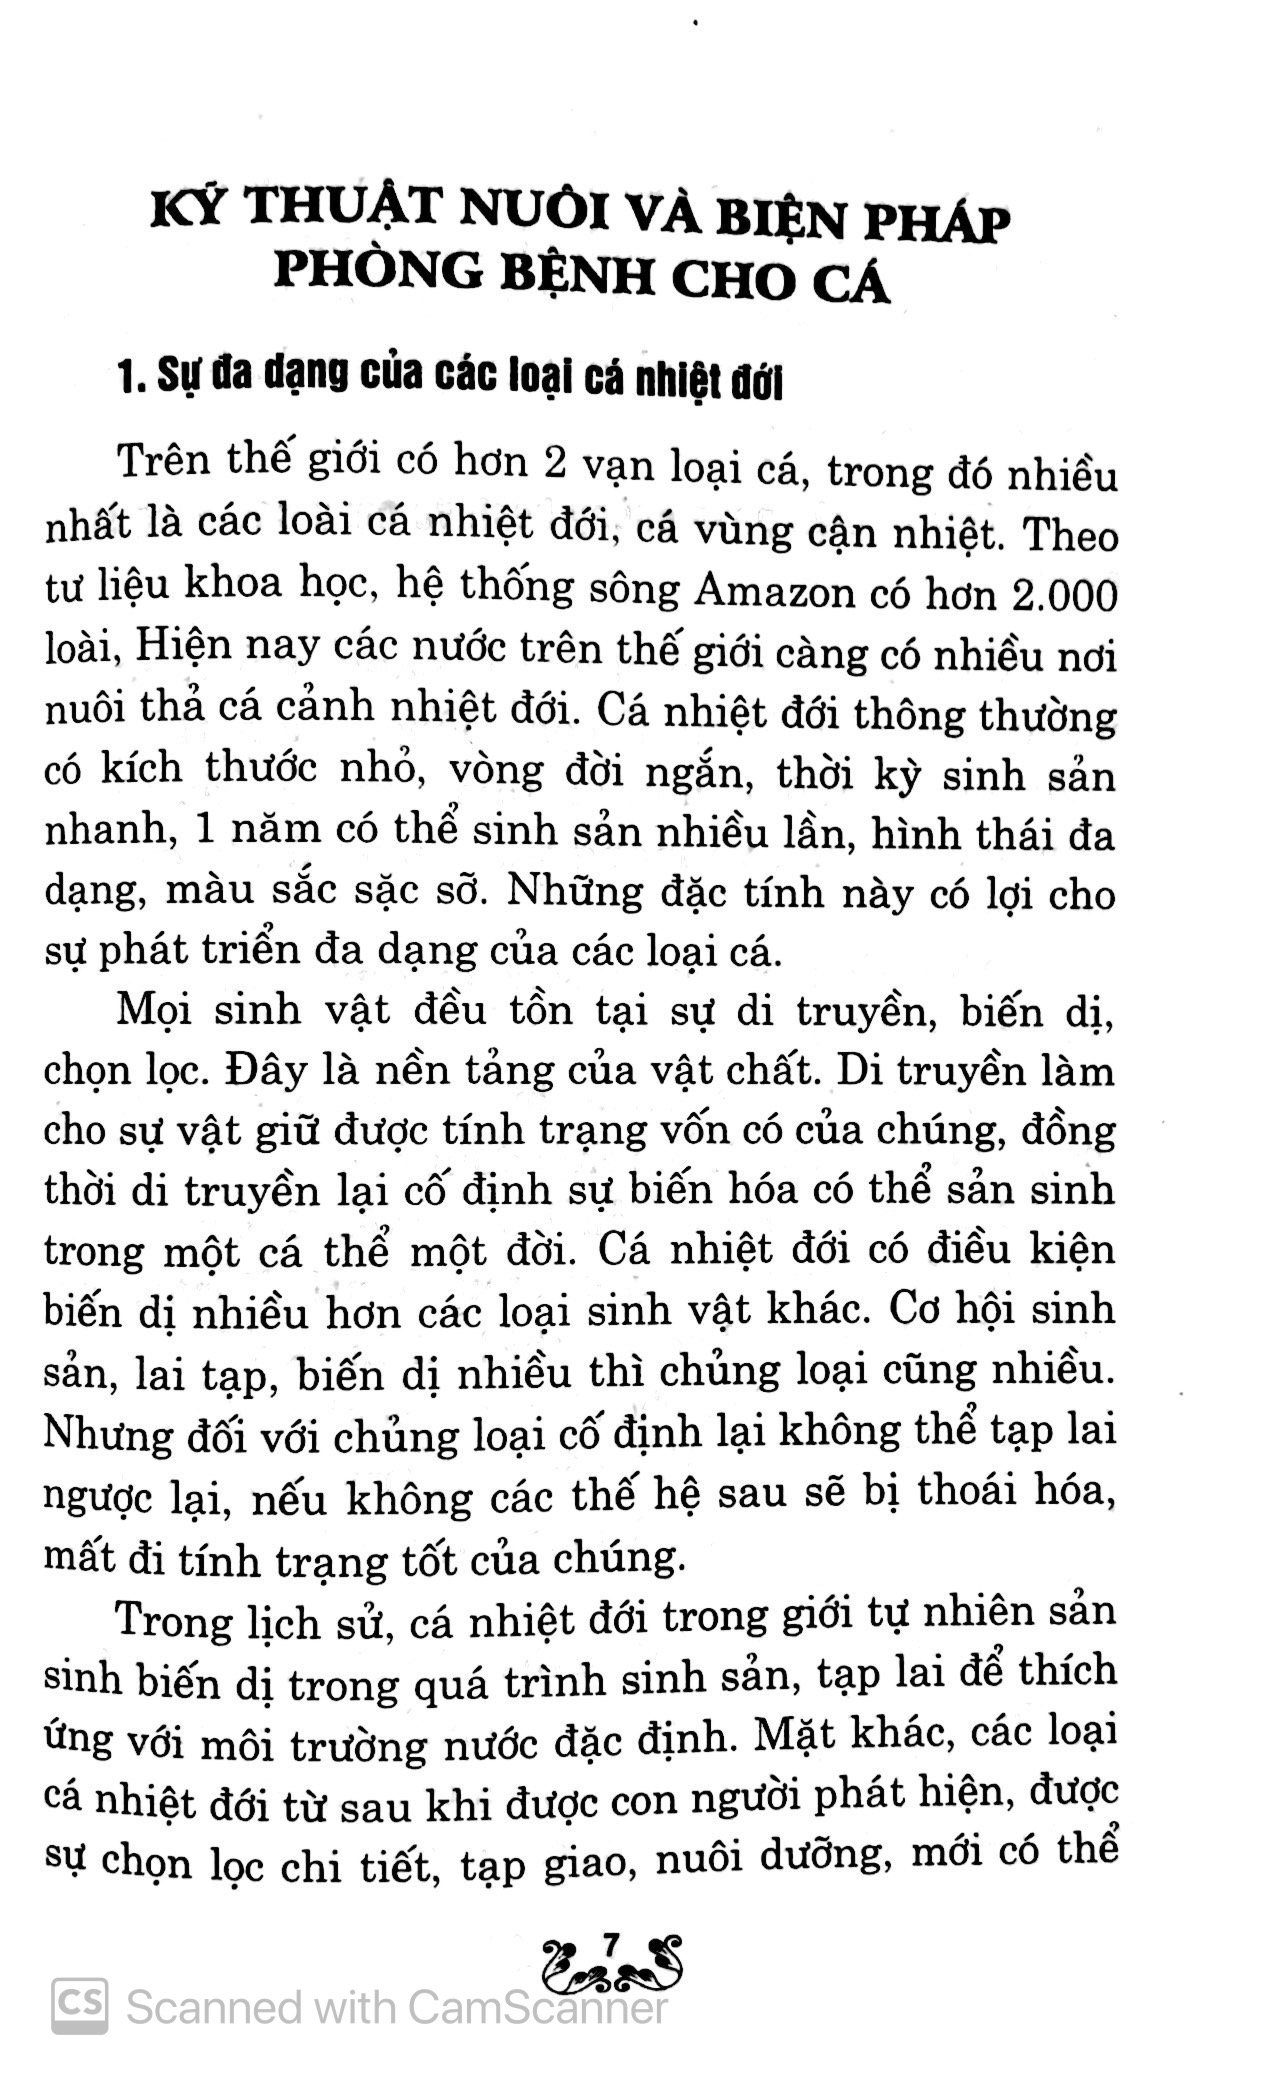 KỸ THUẬT NUÔI VÀ BIỆN PHÁP
PHÒNG BỆNH CHO CÁ
1. Sự đa dạng của các loại cá nhiệt đới
Trên thế giới có hơn 2 vạn loại cá, trong đó nhiều
nhất là các loài cá nhiệt đới, cá vùng cận nhiệt. Theo
tư liệu khoa học, hệ thống sông Amazon có hơn 2.000
loài, Hiện nay các nước trên thế giới càng có nhiều nơi
nuôi thả cá cảnh nhiệt đới. Cá nhiệt đới thông thường
có kích thước nhỏ, vòng đời ngắn, thời kỳ sinh sản
nhanh, 1 năm có thể sinh sản nhiều lần, hình thái đa
dạng, màu sắc sặc sỡ. Những đặc tính này có lợi cho
sự phát triển đa dạng của các loại cá.
Mọi sinh vật đều tồn tại sự di truyền, biến dị,
chọn lọc. Đây là nền tảng của vật chất. Di truyền làm
cho sự vật giữ được tính trạng vốn có của chúng, đồng
thời di truyền lại cố định sự biến hóa có thể sản sinh
trong một cá thể một đời. Cá nhiệt đới có điều kiện
biến dị nhiều hơn các loại sinh vật khác. Cơ hội sinh
sản, lai tạp, biến dị nhiều thì chủng loại cũng nhiều.
Nhưng đối với chủng loại cố định lại không thể tạp lai
ngược lại, nếu không các thế hệ sau sẽ bị thoái hóa,
mất đi tính trạng tốt của chúng.
Trong lịch sử, cá nhiệt đới trong giới tự nhiên sản
sinh biến dị trong quá trình sinh sản, tạp lai để thích
ứng với môi trường nước đặc định. Mặt khác, các loại
cá nhiệt đới từ sau khi được con người phát hiện, được
sự chọn lọc chi tiết, tạp giao, nuôi dưỡng, mới có thể
7
CS Scanned with CamScanner